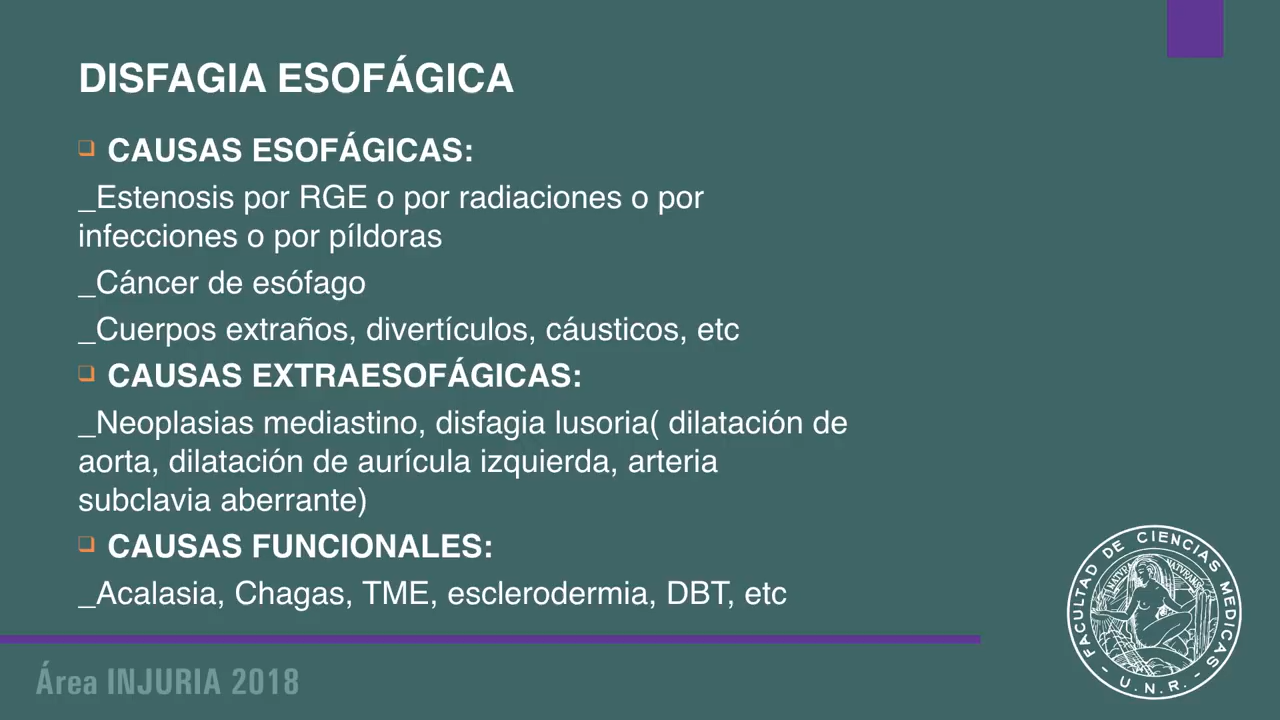 DISFAGIA ESOFÁGICA
❑ CAUSAS ESOFÁGICAS:
_Estenosis por RGE o por radiaciones o por
infecciones o por píldoras
_Cáncer de esófago
_Cuerpos extraños, divertículos, cáusticos, etc
❑ CAUSAS EXTRAESOFÁGICAS:
_Neoplasias mediastino, disfagia lusoria( dilatación de
aorta, dilatación de aurícula izquierda, arteria
subclavia aberrante)
❑ CAUSAS FUNCIONALES:
_Acalasia, Chagas, TME, esclerodermia, DBT, etc
Área INJURIA 2018
FACULTAD DE CIENCIAS MEDICAS
- U.N.R. -